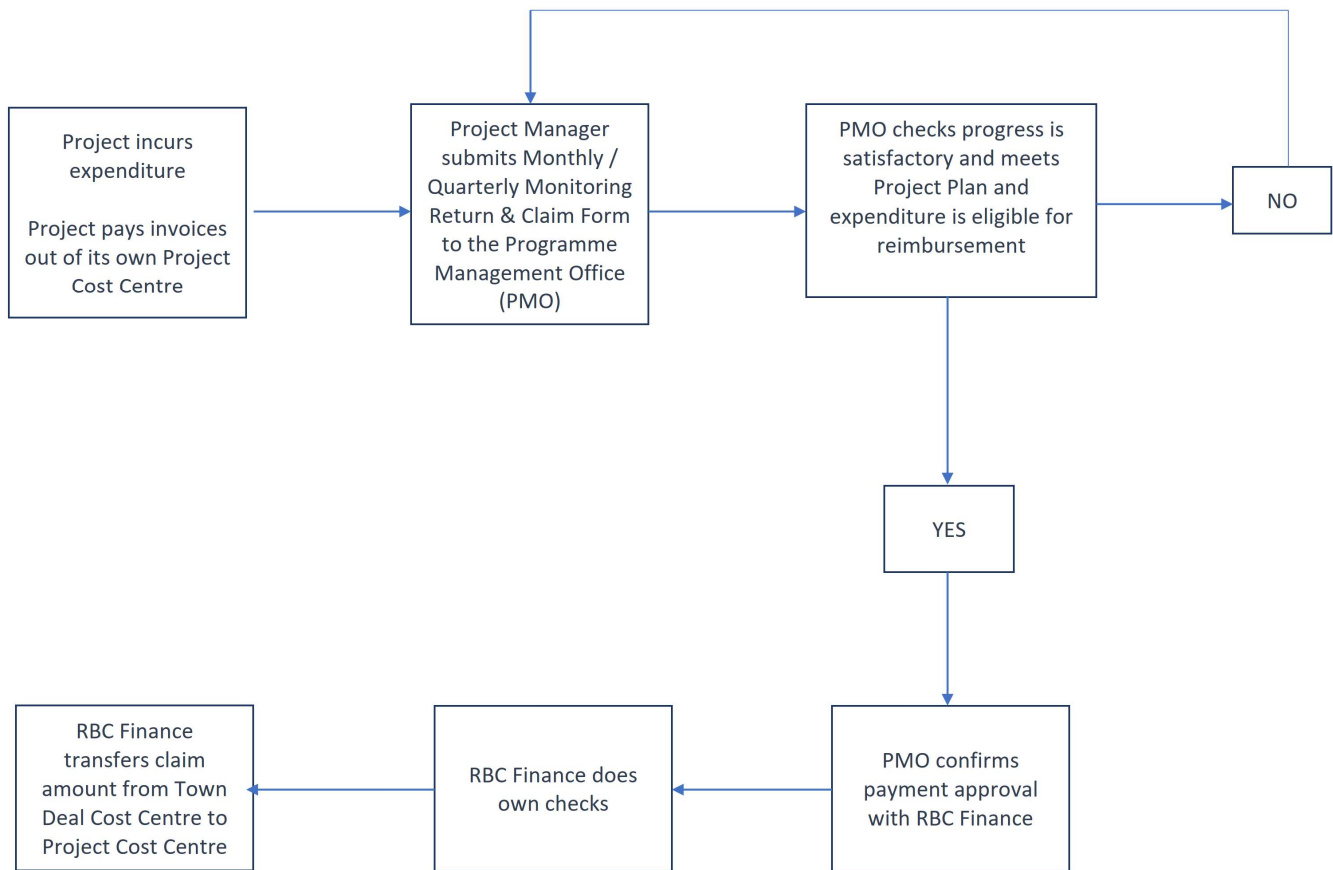 Project incurs
expenditure
Project pays invoices
out of its own Project
Cost Centre
Project Manager
submits Monthly /
Quarterly Monitoring
Return & Claim Form
to the Programme
Management Office
(PMO)
PMO checks progress is
satisfactory and meets
Project Plan and
expenditure is eligible for
reimbursement
NO
YES
PMO confirms
payment approval
with RBC Finance
RBC Finance does
own checks
RBC Finance
transfers claim
amount from Town
Deal Cost Centre to
Project Cost Centre